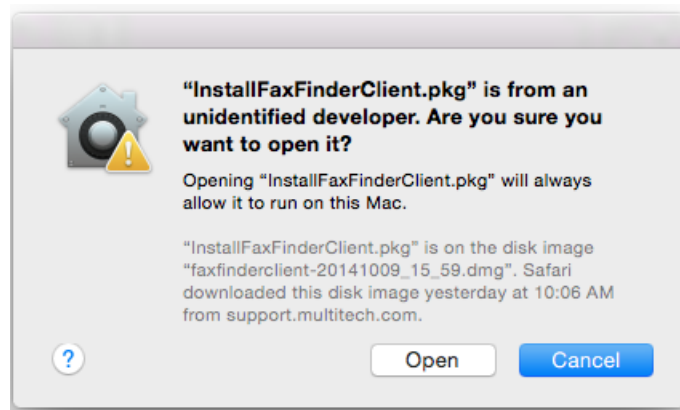 “InstallFaxFinderClient.pkg” is from an
unidentified developer. Are you sure you
want to open it?
Opening “InstallFaxFinderClient.pkg” will always
allow it to run on this Mac.
“InstallFaxFinderClient.pkg” is on the disk image
“faxfinderclient-20141009_15_59.dmg”. Safari
downloaded this disk image yesterday at 10:06 AM
from support.multitech.com.
? Open Cancel